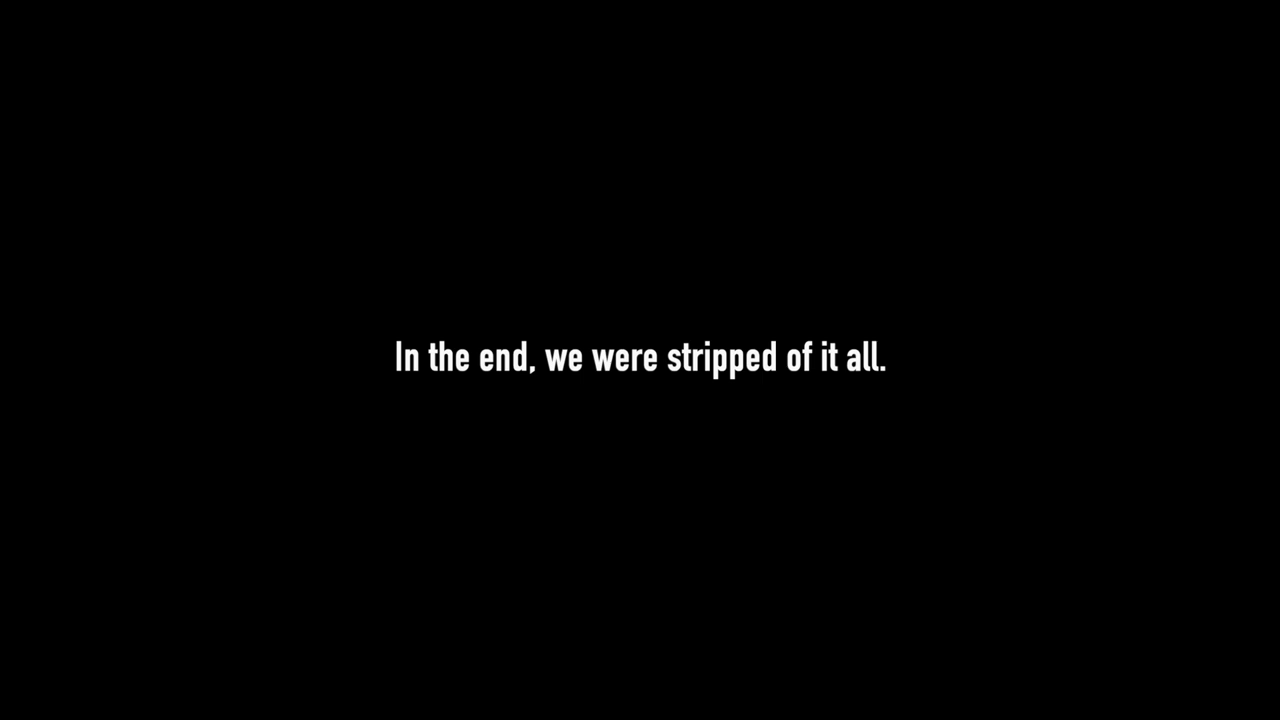 In the end, we were stripped of it all.